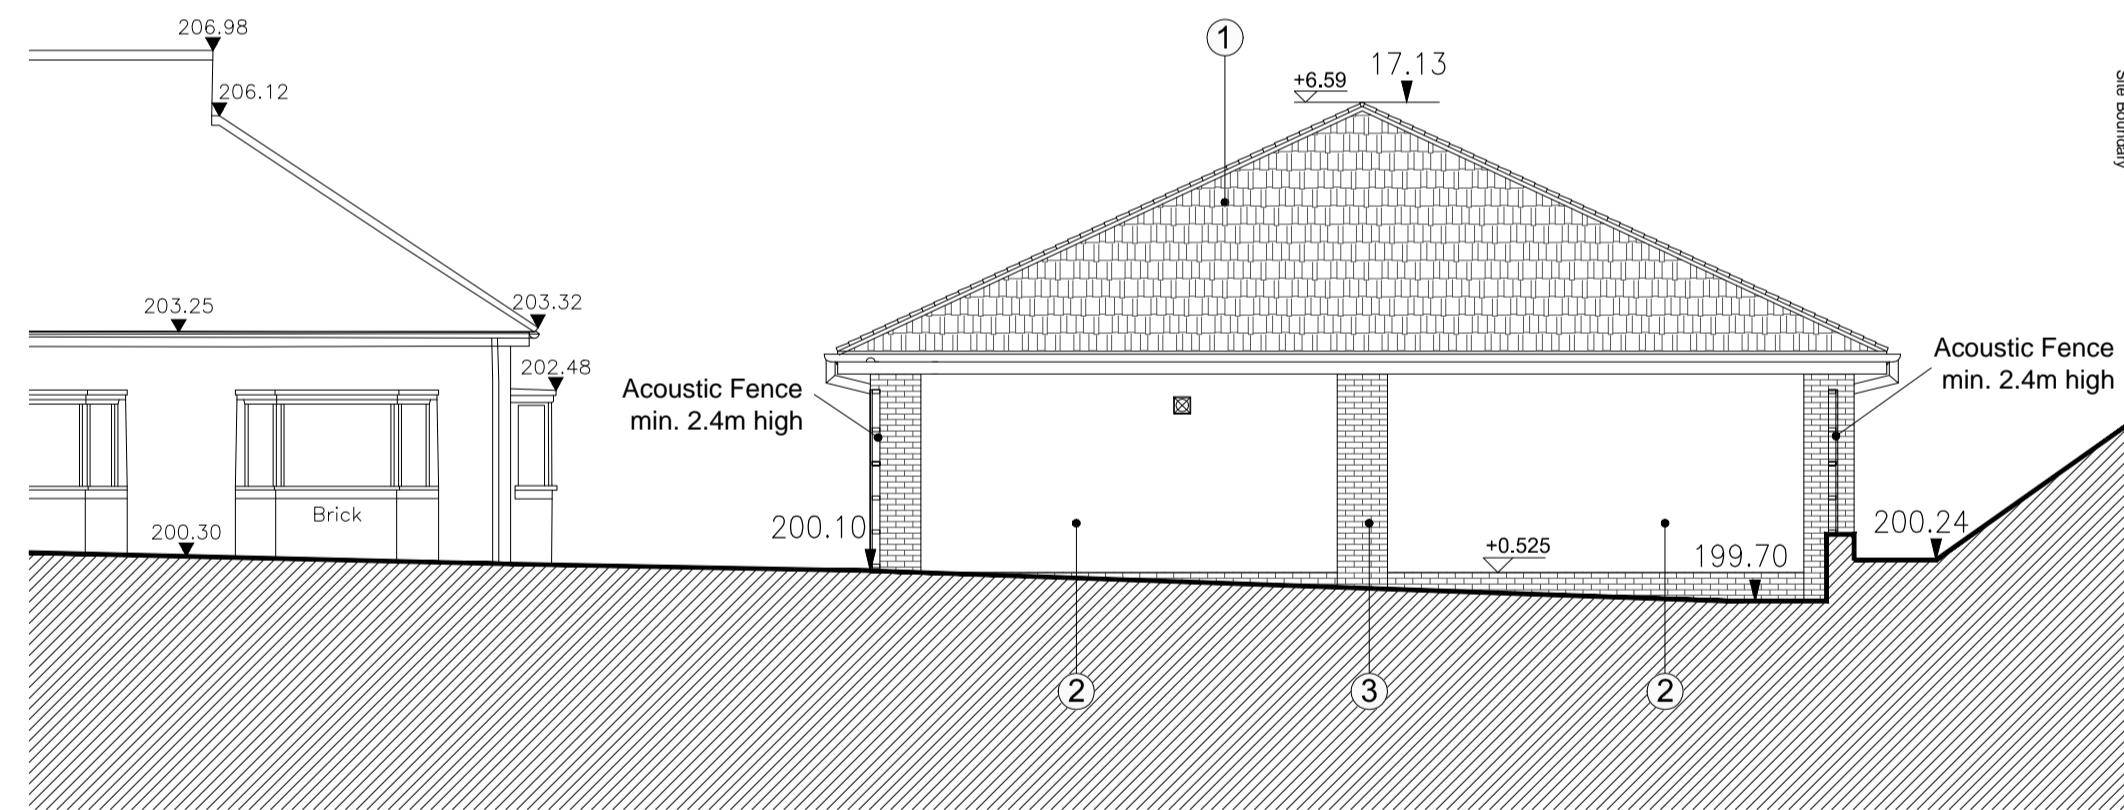 206.98
206.12
203.25
203.32
202.48
200.30
Brick
Acoustic Fence
min. 2.4m high
200.10
1
+6.59
17.13
+0.525
199.70
200.24
2
3
2
Acoustic Fence
min. 2.4m high
Site Boundary